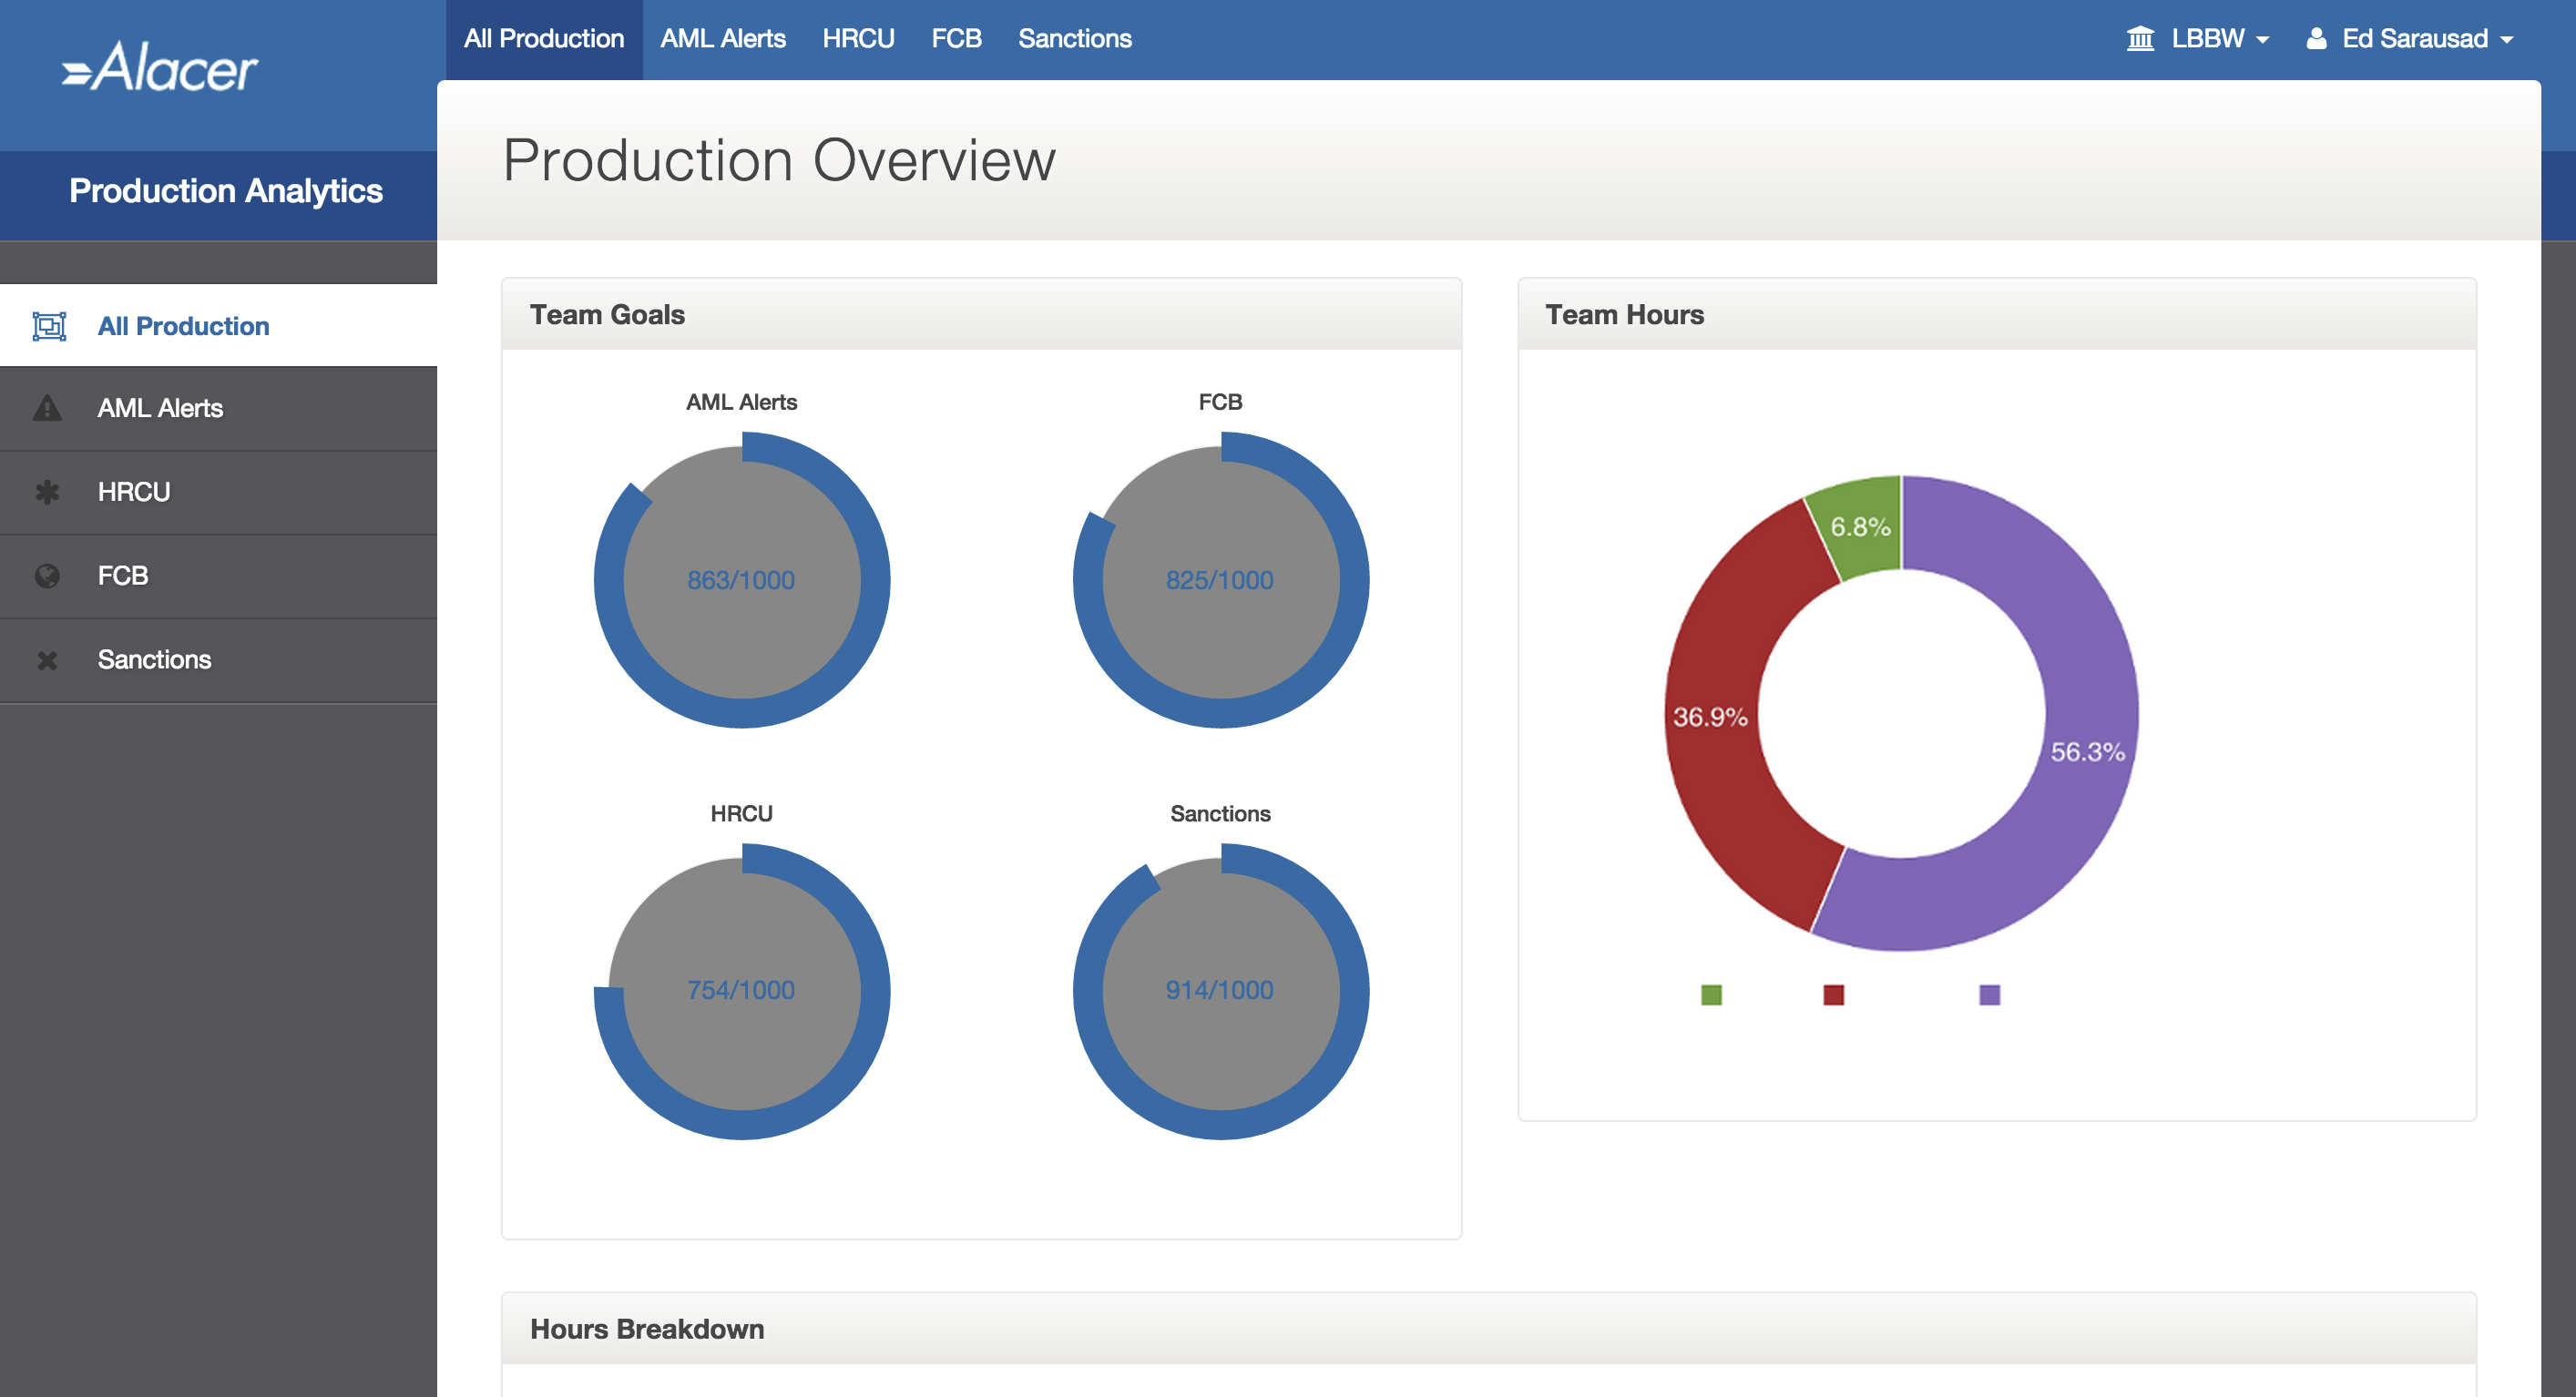 Alacer
All Production AML Alerts HRCU FCB Sanctions
LBBW Ed Sarausad
Production Analytics
All Production
AML Alerts
HRCU
FCB
Sanctions
Production Overview
Team Goals
AML Alerts
863/1000
FCB
825/1000
HRCU
754/1000
Sanctions
914/1000
Team Hours
6.8%
36.9%
56.3%
Hours Breakdown